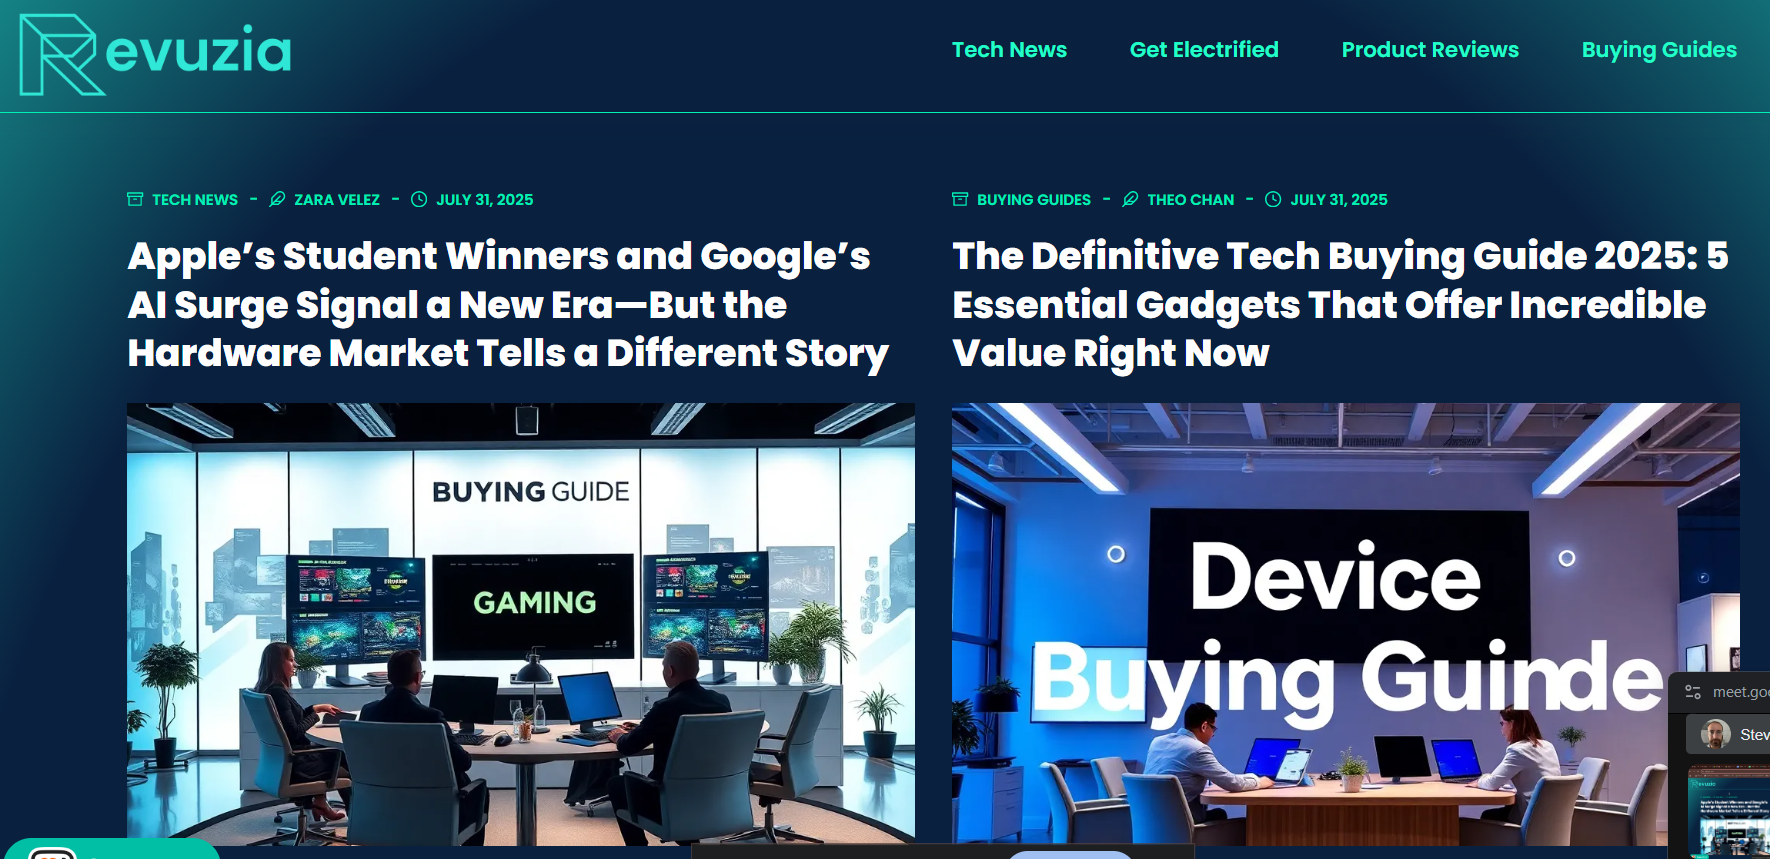 Revuzia
Tech News
Get Electrified
Product Reviews
Buying Guides
TECH NEWS - ZARA VELEZ - JULY 31, 2025
Apple’s Student Winners and Google’s
AI Surge Signal a New Era—But the
Hardware Market Tells a Different Story
BUYING GUIDE
GAMING
BUYING GUIDES - THEO CHAN - JULY 31, 2025
The Definitive Tech Buying Guide 2025: 5
Essential Gadgets That Offer Incredible
Value Right Now
Device
Buying Guinde
meet.goo
Stev